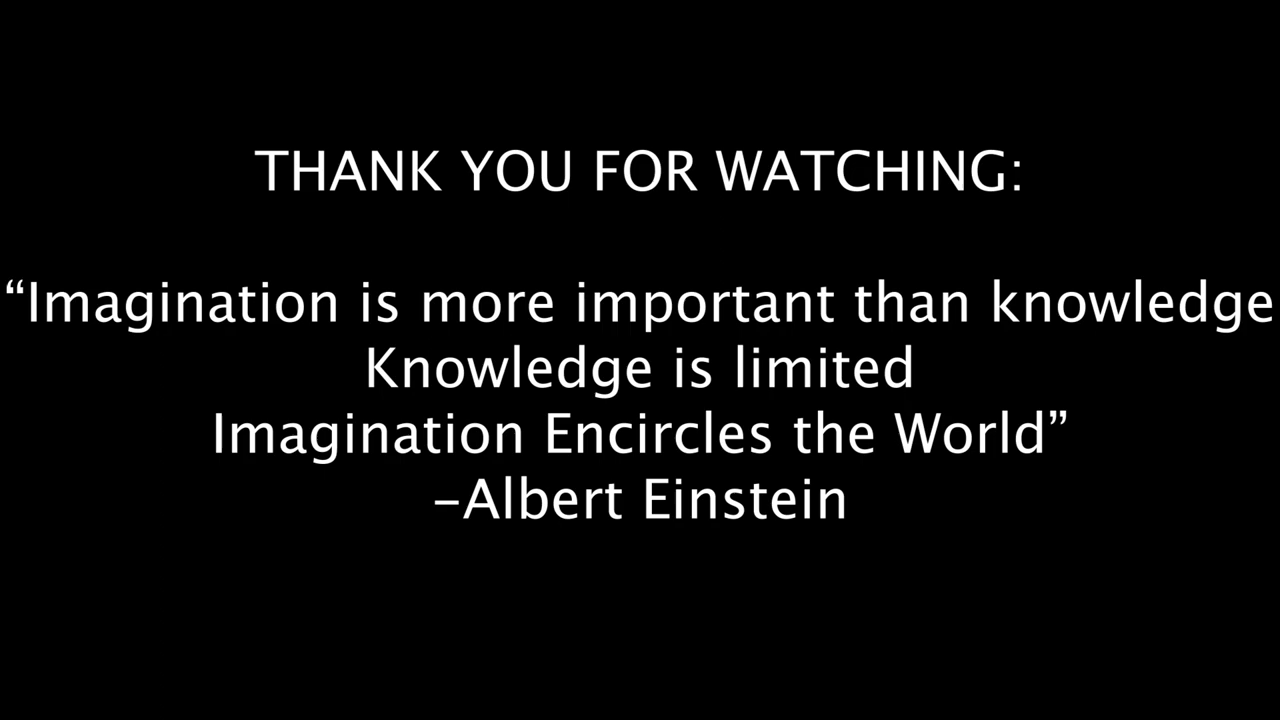 THANK YOU FOR WATCHING:
“Imagination is more important than knowledge
Knowledge is limited
Imagination Encircles the World”
–Albert Einstein